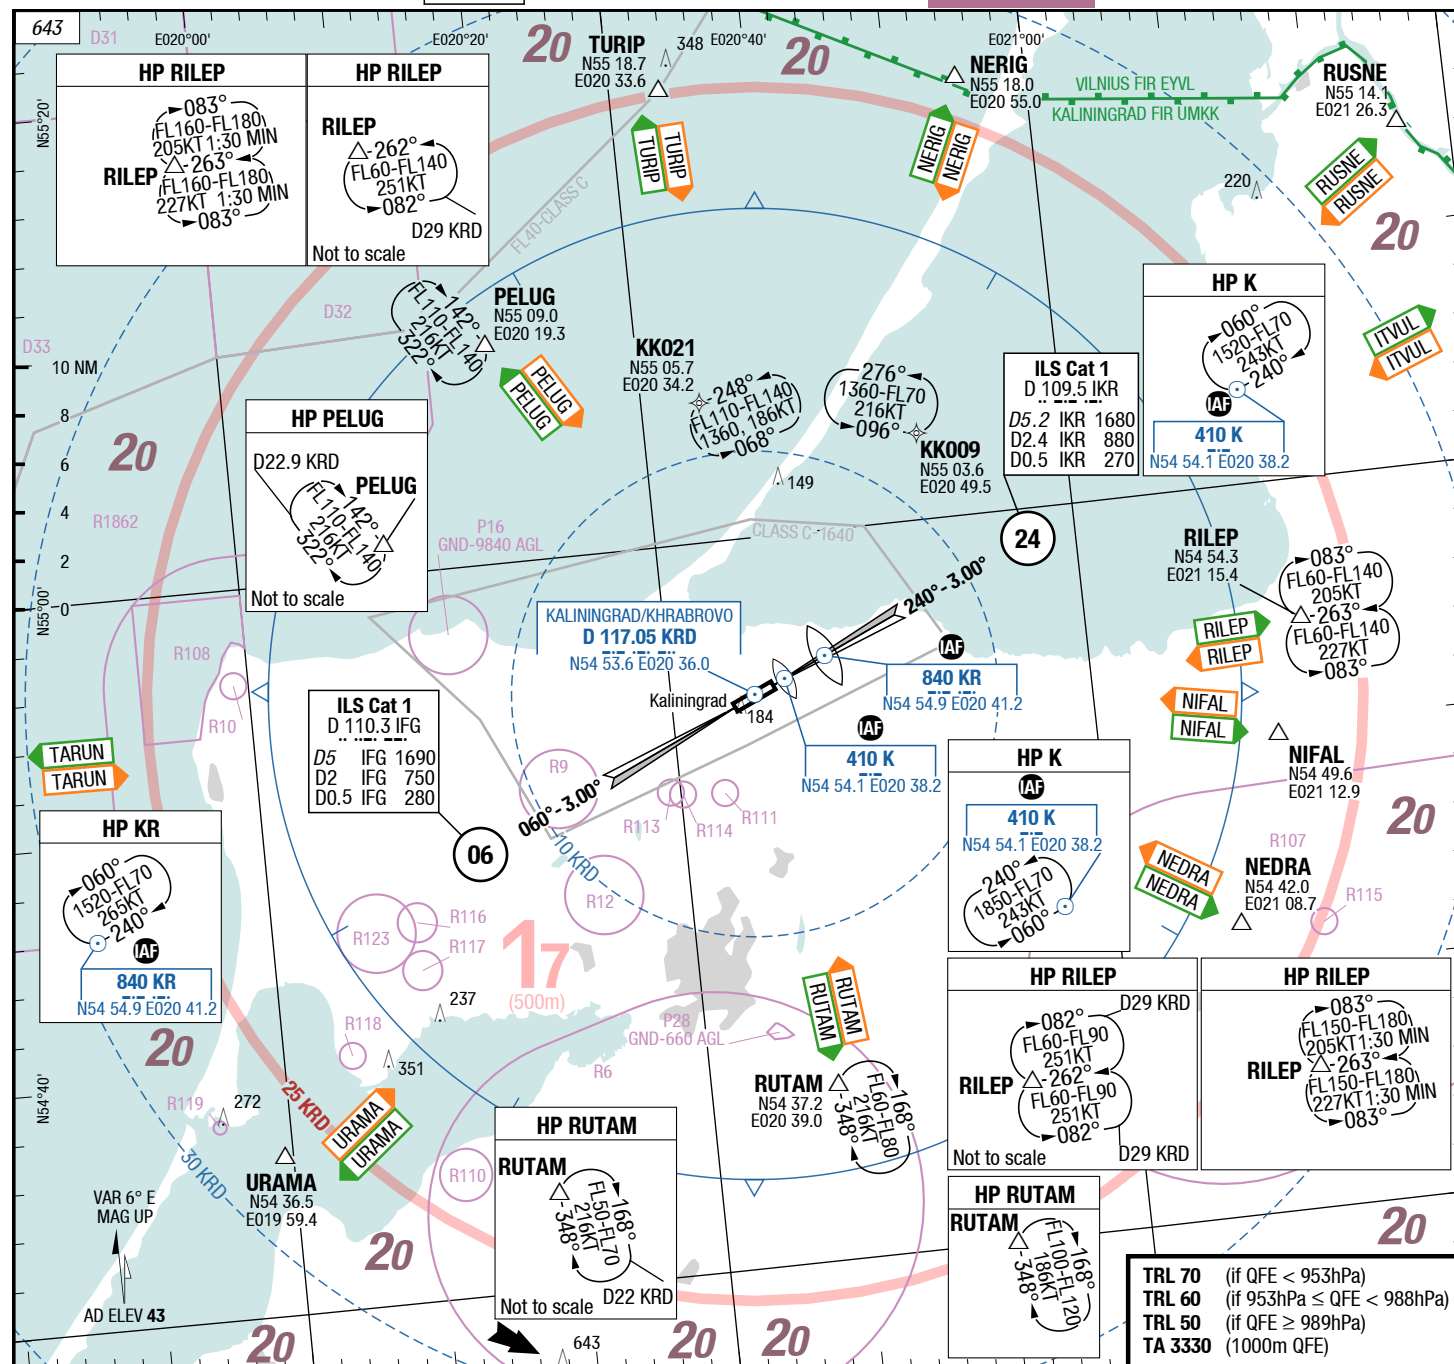 643
D31
E020°00'
E020°20'
E020°40'
E021°00'
20
20
TURIP
N55 18.7
E020 33.6
348
NERIG
N55 18.0
E020 55.0
VILNIUS FIR EYVL
KALININGRAD FIR UMKK
RUSNE
N55 14.1
E021 26.3
N55°20'
HP RILEP
083°
FL160-FL180
205KT 1:30 MIN
RILEP
263°
FL160-FL180
227KT 1:30 MIN
083°
HP RILEP
RILEP
262°
FL60-FL140
251KT
082°
D29 KRD
Not to scale
TURIP
TURIP
NERIG
NERIG
RUSNE
RUSNE
220
20
FL40-CLASS C
D32
D33
142°
FL110-FL140
216KT
322°
PELUG
N55 09.0
E020 19.3
PELUG
PELUG
KK021
N55 05.7
E020 34.2
248°
FL110-FL140
1360, 186KT
068°
276°
1360-FL70
216KT
096°
KK009
N55 03.6
E020 49.5
149
ILS Cat 1
D 109.5 IKR
D5.2 IKR 1680
D2.4 IKR 880
D0.5 IKR 270
24
HP K
060°
1520-FL70
243KT
240°
IAF
410 K
N54 54.1 E020 38.2
ITVUL
ITVUL
10 NM
8
6
4
2
0
N55°00'
20
HP PELUG
D22.9 KRD
PELUG
142°
FL110-FL140
216KT
322°
Not to scale
R1862
P16
GND-9840 AGL
CLASS C-1640
240°-3.00°
RILEP
N54 54.3
E021 15.4
083°
FL60-FL140
205KT
263°
FL60-FL140
227KT
083°
RILEP
RILEP
KALININGRAD/KHRABROVO
D 117.05 KRD
N54 53.6 E020 36.0
Kaliningrad
184
IAF
840 KR
N54 54.9 E020 41.2
IAF
410 K
N54 54.1 E020 38.2
R108
R10
ILS Cat 1
D 110.3 IFG
D5 IFG 1690
D2 IFG 750
D0.5 IFG 280
06
060°-3.00°
R9
10 KRD
R113
R114
R111
R12
NIFAL
NIFAL
NIFAL
N54 49.6
E021 12.9
TARUN
TARUN
HP KR
060°
1520-FL70
265KT
240°
IAF
840 KR
N54 54.9 E020 41.2
HP K
IAF
410 K
N54 54.1 E020 38.2
240°
1850-FL70
243KT
060°
R107
20
NEDRA
NEDRA
NEDRA
N54 42.0
E021 08.7
R115
R123
R116
R117
17
(500m)
237
R118
351
20
R119
272
25 KRD
30 KRD
N54°40'
URAMA
URAMA
URAMA
N54 36.5
E019 59.4
P28
GND-660 AGL
R6
R110
RUTAM
RUTAM
RUTAM
N54 37.2
E020 39.0
168°
FL60-FL80
216KT
348°
HP RILEP
D29 KRD
082°
FL60-FL90
251KT
RILEP
262°
FL60-FL90
251KT
082°
Not to scale
D29 KRD
HP RILEP
083°
FL150-FL180
205KT 1:30 MIN
RILEP
263°
FL150-FL180
227KT 1:30 MIN
083°
HP RUTAM
RUTAM
168°
FL50-FL70
216KT
348°
Not to scale
D22 KRD
HP RUTAM
RUTAM
168°
FL100-FL120
186KT
348°
VAR 6° E
MAG UP
AD ELEV 43
20
20
643
20
20
20
TRL 70 (if QFE < 953hPa)
TRL 60 (if 953hPa ≤ QFE < 988hPa)
TRL 50 (if QFE ≥ 989hPa)
TA 3330 (1000m QFE)